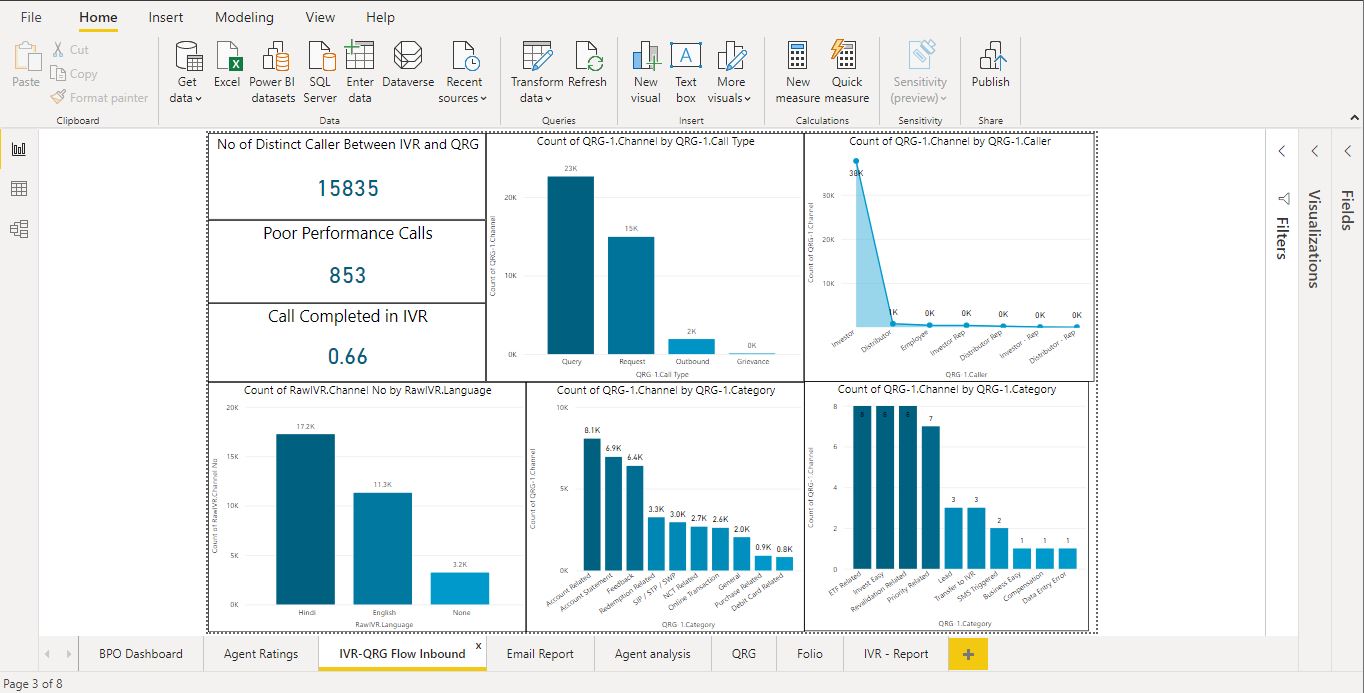 File Home Insert Modeling View Help
Paste
Cut
Copy
Format painter
Clipboard
Get data
Excel
Power BI datasets
SQL Server
Enter data
Dataverse
Recent sources
Data
Transform data
Refresh
Queries
New visual
Text box
More visuals
Insert
New measure
Quick measure
Calculations
Sensitivity (preview)
Sensitivity
Publish
Share
No of Distinct Caller Between IVR and QRG
15835
Poor Performance Calls
853
Call Completed in IVR
0.66
Count of QRG-1.Channel by QRG-1.Call Type
Count of QRG-1.Channel
20K
10K
0K
23K
15K
2K
0K
Query Request Outbound Grievance
QRG-1.Call Type
Count of QRG-1.Channel by QRG-1.Caller
Count of QRG-1.Channel
30K
20K
10K
38K
1K
0K 0K 0K 0K 0K
Investor
Distributor
Employee
Investor Rep
Distributor Rep
Investor - Rep
Distributor - Rep
QRG-1.Caller
Count of RawIVR.Channel No by RawIVR.Language
Count of RawIVR.Channel No
20K
15K
10K
5K
0K
17.2K
11.3K
3.2K
Hindi English None
RawIVR.Language
Count of QRG-1.Channel by QRG-1.Category
Count of QRG-1.Channel
10K
5K
0K
8.1K
6.9K
6.4K
3.3K
3.0K
2.7K
2.6K
2.0K
0.9K
0.8K
Account Related
Account Statement
Feedback
Redemption Related
SIP / STP / SWP
NCT Related
Online Transaction
General
Purchase Related
Debit Card Related
QRG-1.Category
Count of QRG-1.Channel by QRG-1.Category
Count of QRG-1.Channel
8
6
4
2
0
8 8 8
7
3 3
2
1 1 1
ETF Related
Invest Easy
Revalidation Related
Priority Related
Lead
Transfer to IVR
SMS Triggered
Business Easy
Compensation
Data Entry Error
QRG-1.Category
Filters
Visualizations
Fields
BPO Dashboard
Agent Ratings
IVR-QRG Flow Inbound x
Email Report
Agent analysis
QRG
Folio
IVR - Report
+
Page 3 of 8